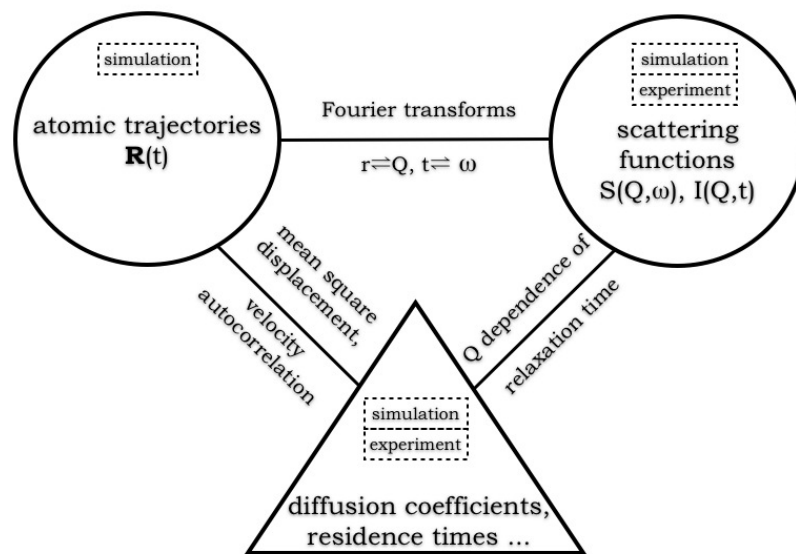 simulation
atomic trajectories
R(t)
Fourier transforms
r⇌Q, t⇌ ω
simulation
experiment
scattering
functions
S(Q,ω), I(Q,t)
mean square
displacement,
velocity
autocorrelation
Q dependence of
relaxation time
simulation
experiment
diffusion coefficients,
residence times ...